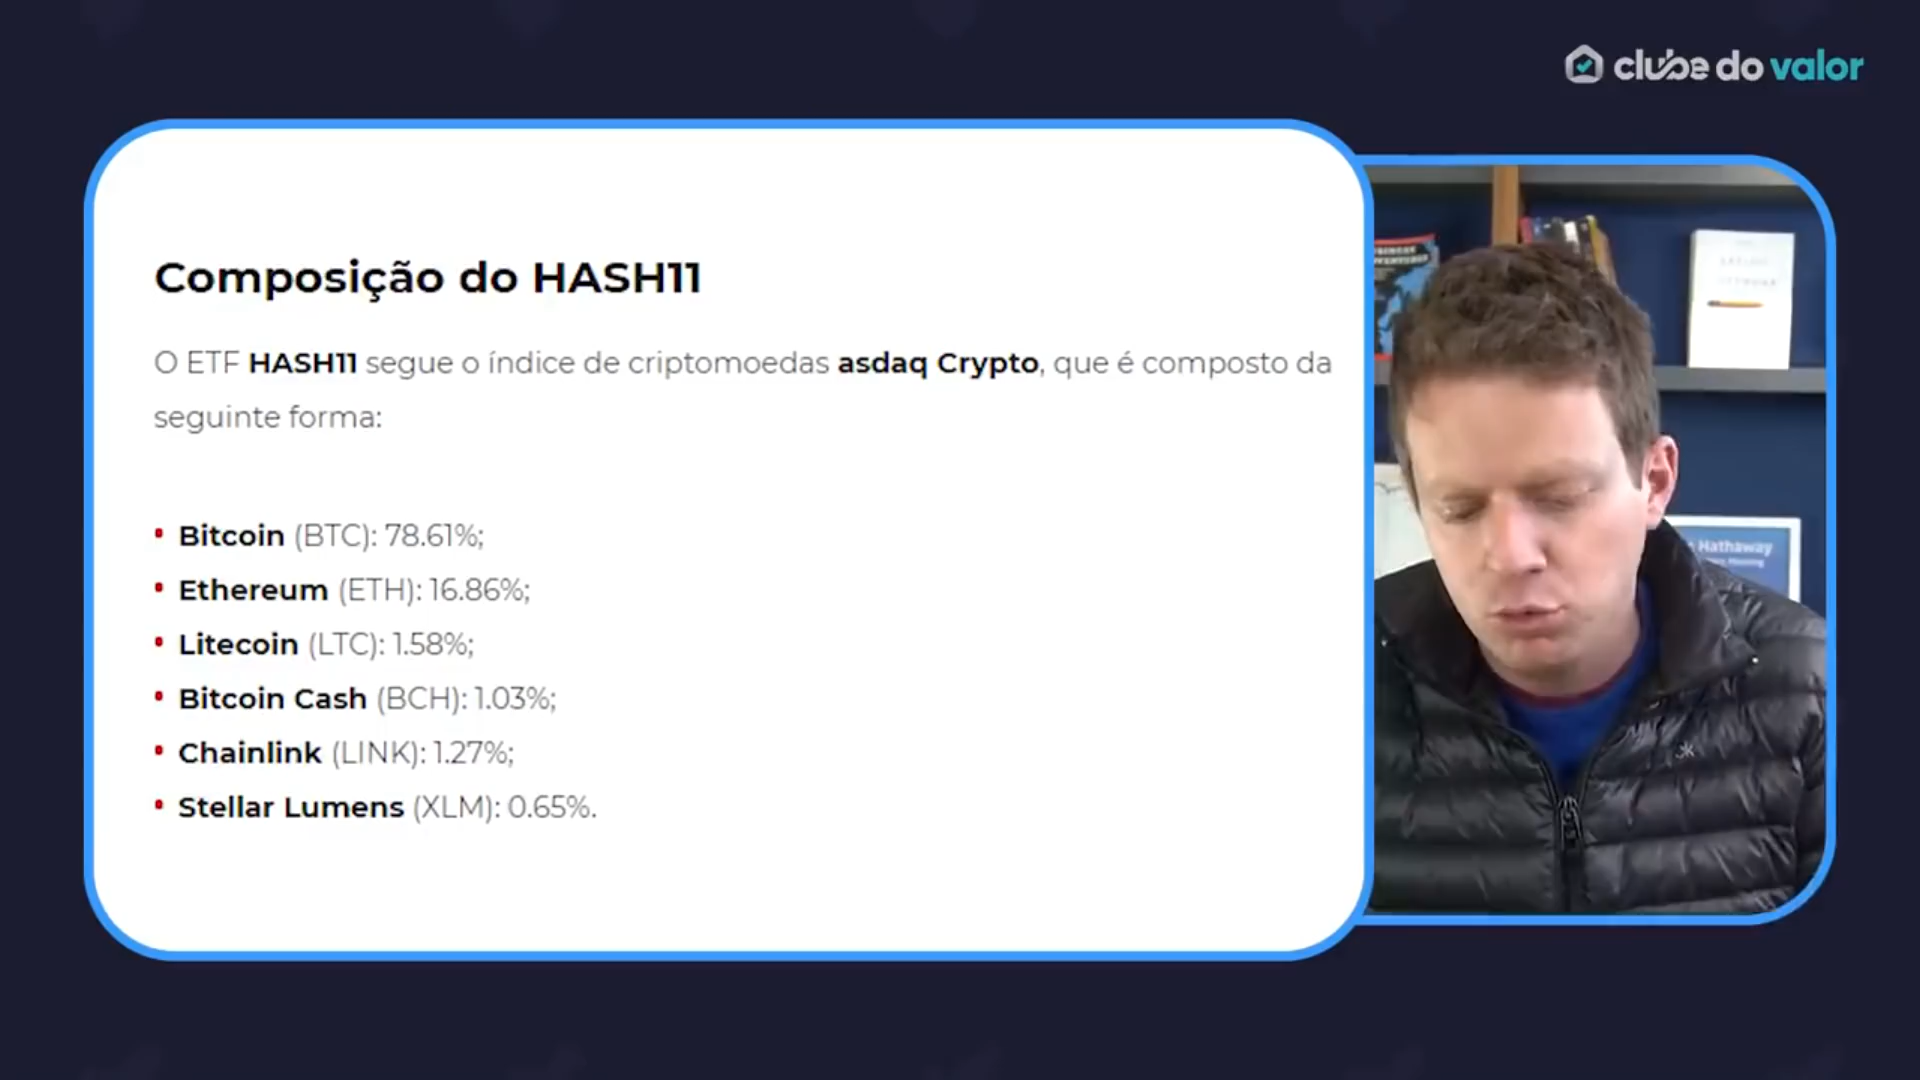 clube do valor
Composição do HASH11
O ETF HASH11 segue o índice de criptomoedas asdaq Crypto, que é composto da
seguinte forma:
• Bitcoin (BTC): 78.61%;
• Ethereum (ETH): 16.86%;
• Litecoin (LTC): 1.58%;
• Bitcoin Cash (BCH): 1.03%;
• Chainlink (LINK): 1.27%;
• Stellar Lumens (XLM): 0.65%.
Hathaway